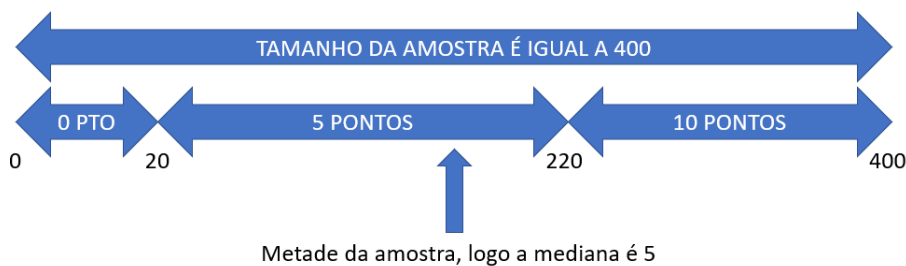 TAMANHO DA AMOSTRA É IGUAL A 400
0 PTO 5 PONTOS 10 PONTOS
0 20 220 400
Metade da amostra, logo a mediana é 5